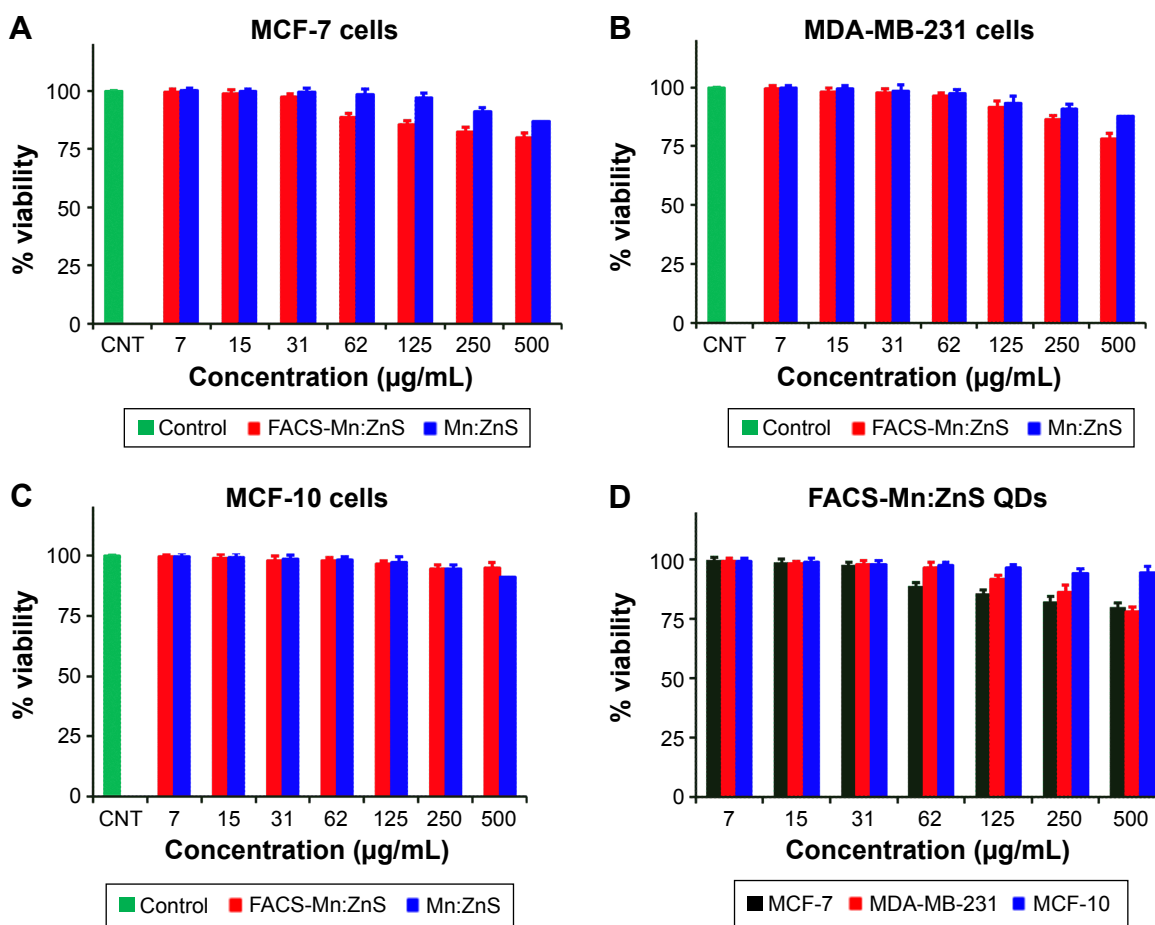 A
MCF-7 cells
% viability
100
75
50
25
0
CNT 7 15 31 62 125 250 500
Concentration (µg/mL)
Control FACS-Mn:ZnS Mn:ZnS
B
MDA-MB-231 cells
% viability
100
75
50
25
0
CNT 7 15 31 62 125 250 500
Concentration (µg/mL)
Control FACS-Mn:ZnS Mn:ZnS
C
MCF-10 cells
% viability
100
75
50
25
0
CNT 7 15 31 62 125 250 500
Concentration (µg/mL)
Control FACS-Mn:ZnS Mn:ZnS
D
FACS-Mn:ZnS QDs
% viability
100
75
50
25
0
7 15 31 62 125 250 500
Concentration (µg/mL)
MCF-7 MDA-MB-231 MCF-10